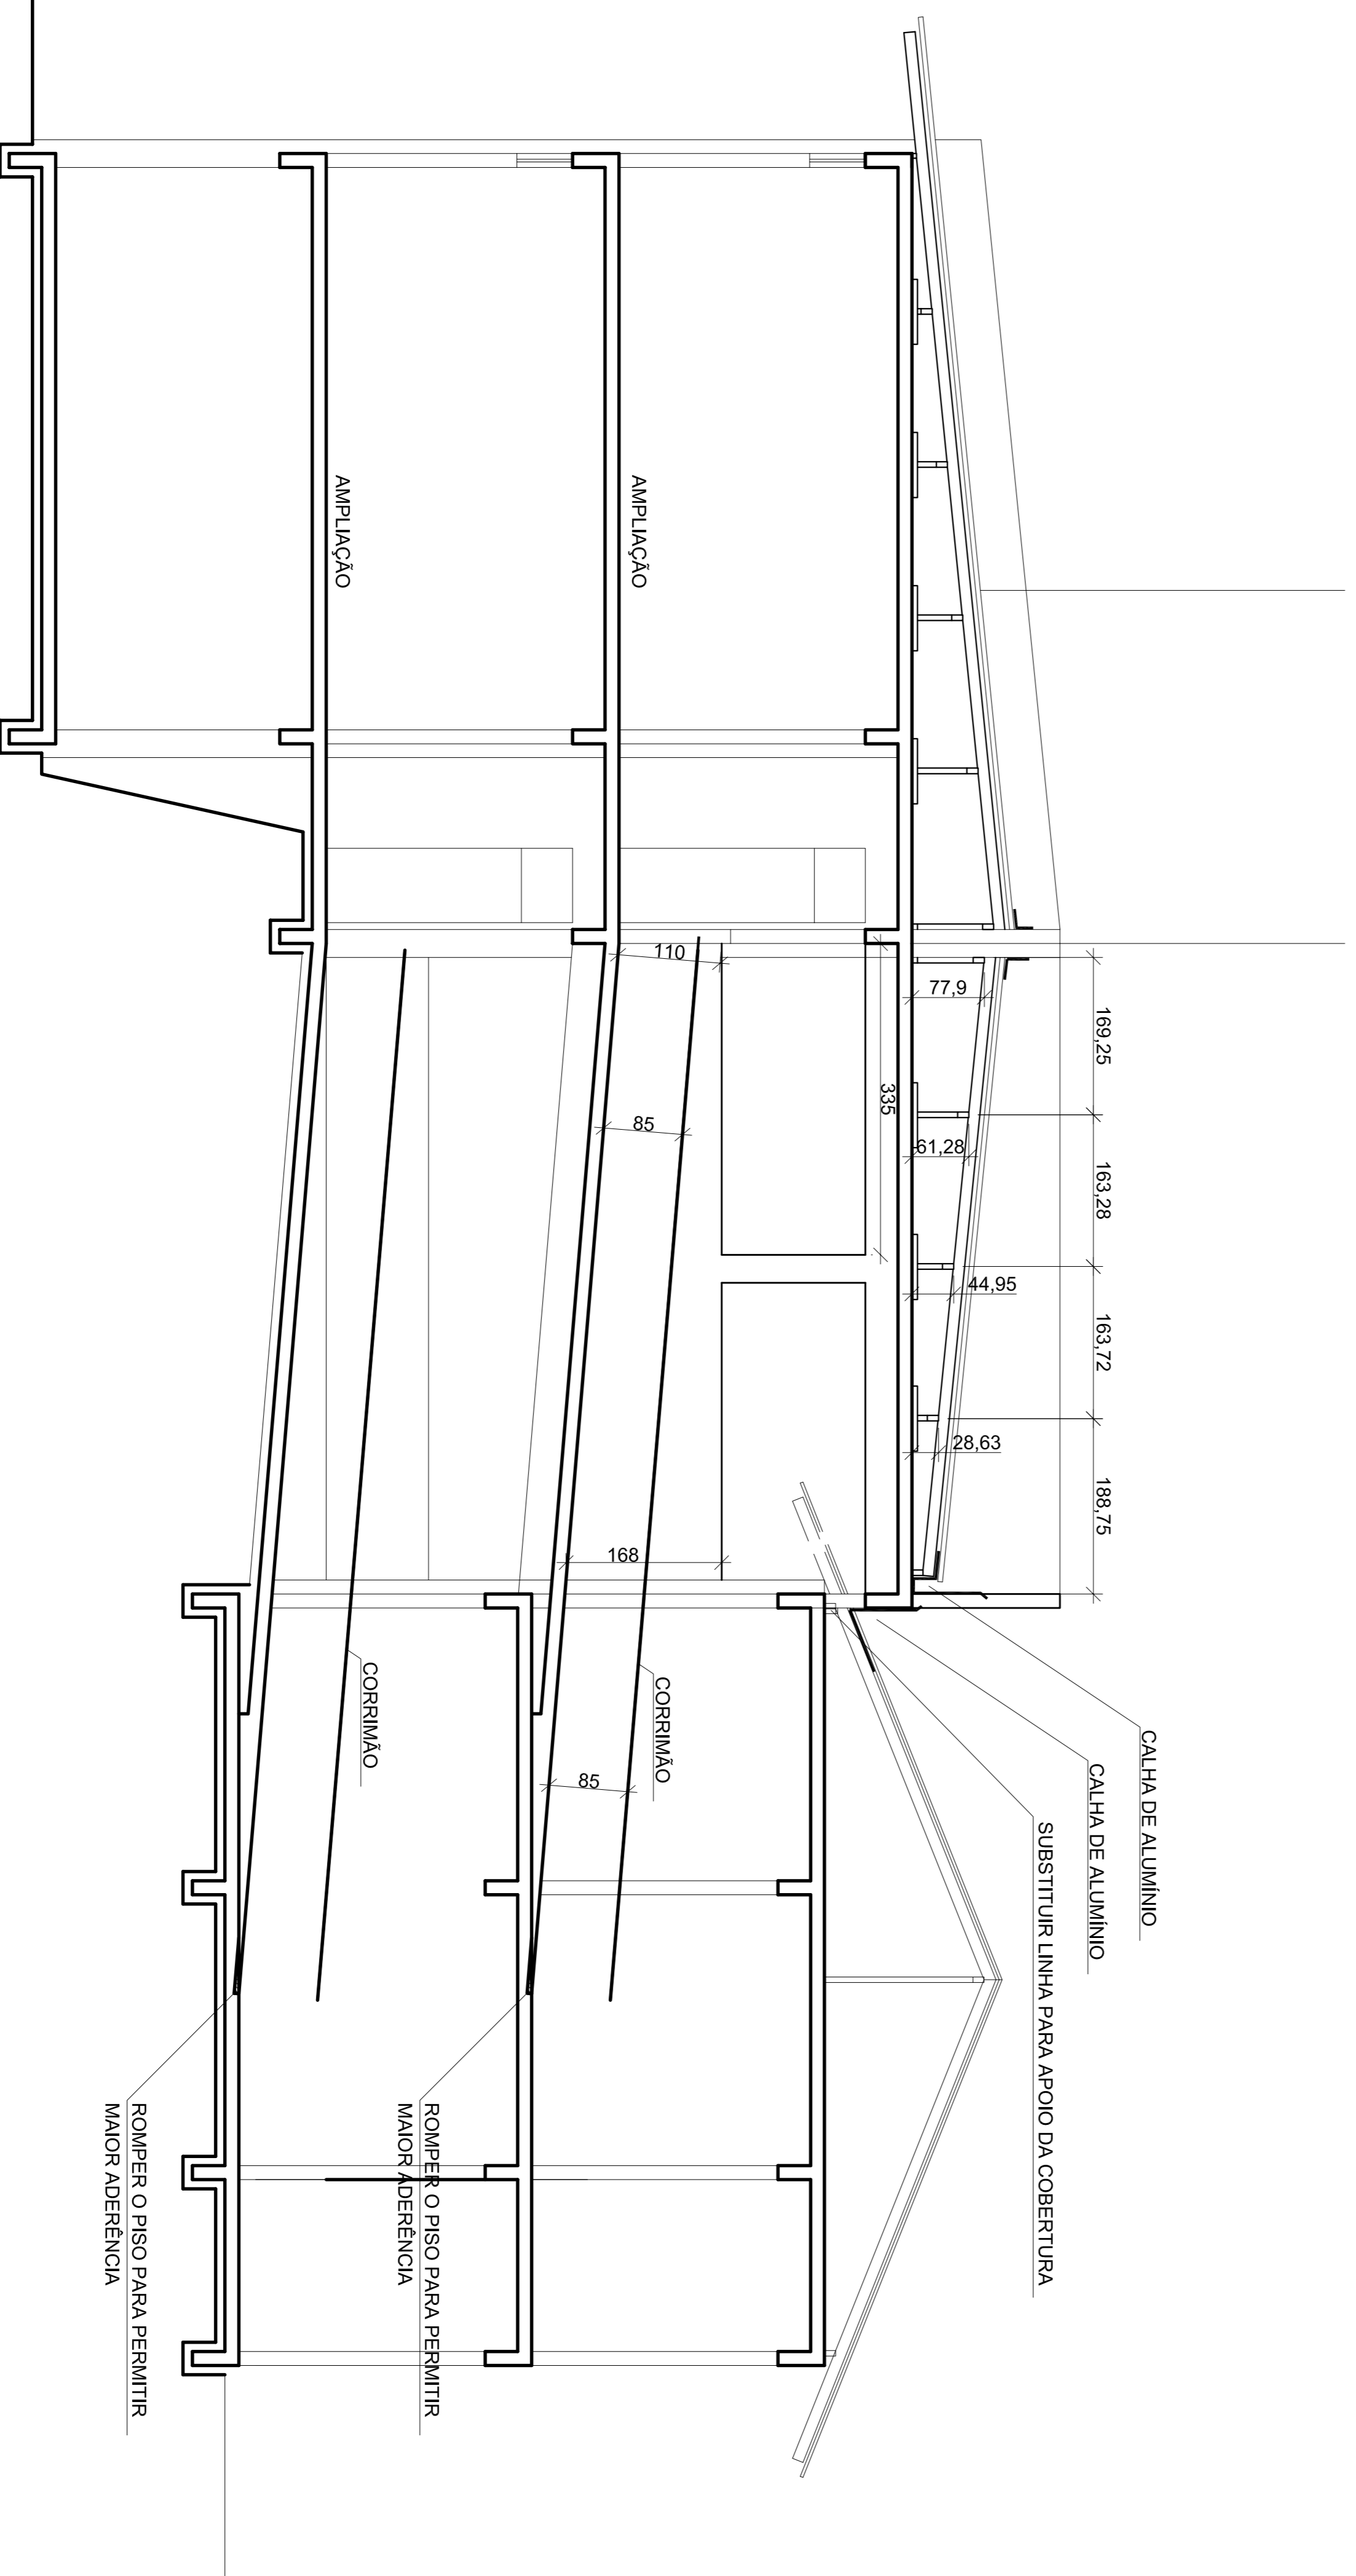 CALHA DE ALUMÍNIO
CALHA DE ALUMÍNIO
SUBSTITUIR LINHA PARA APOIO DA COBERTURA
169,25
163,28
163,72
188,75
77,9
61,28
44,95
28,63
335
110
85
168
85
AMPLIAÇÃO
CORRIMÃO
AMPLIAÇÃO
CORRIMÃO
ROMPER O PISO PARA PERMITIR
MAIOR ADERÊNCIA
ROMPER O PISO PARA PERMITIR
MAIOR ADERÊNCIA